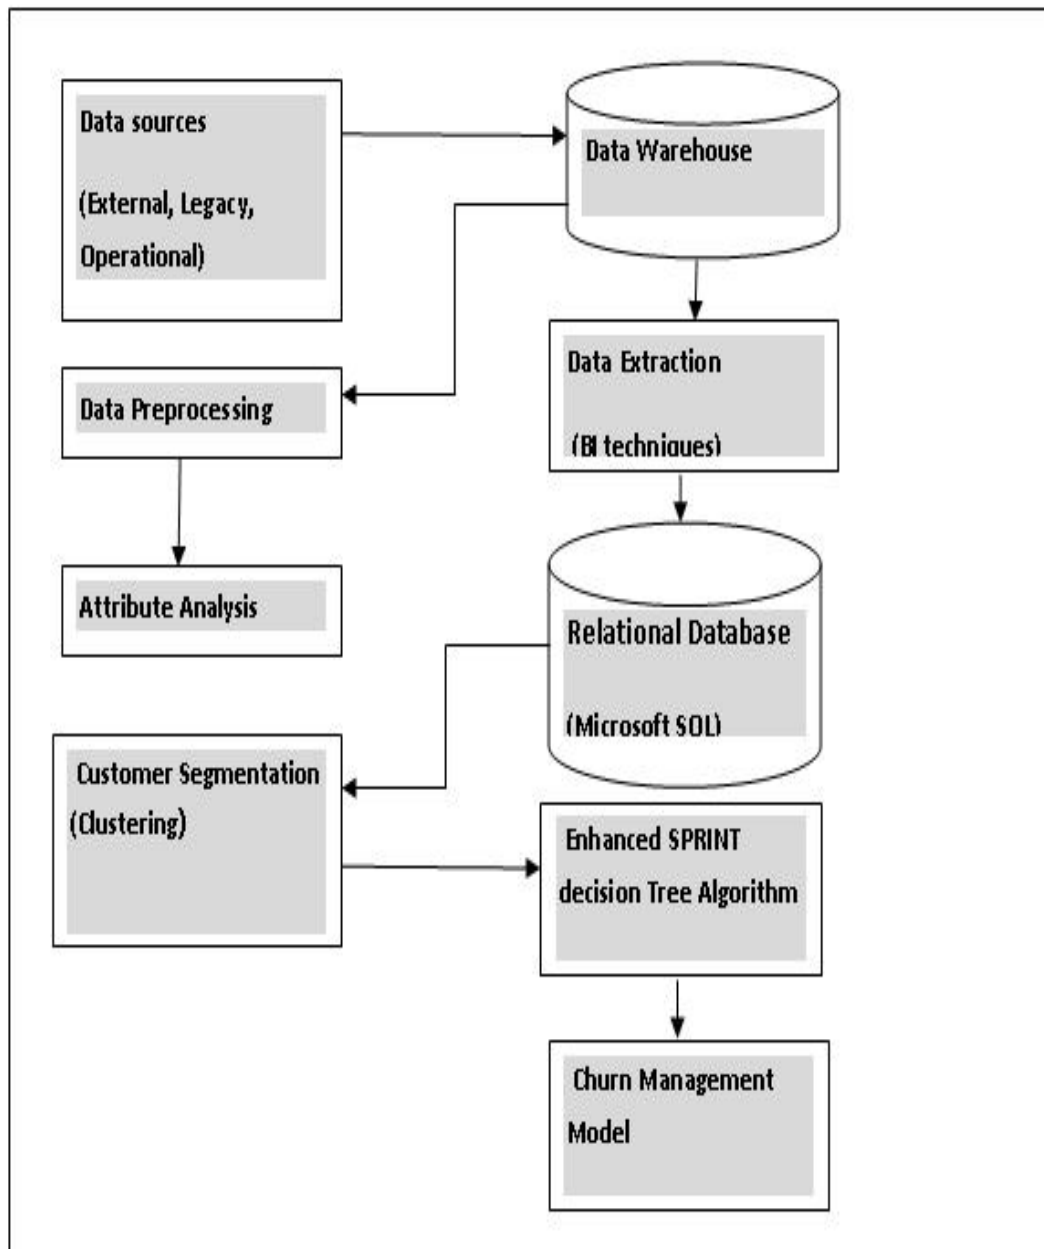 Data sources
(External, Legacy,
Operational)
Data Warehouse
Data Extraction
(BI techniques)
Data Preprocessing
Attribute Analysis
Relational Database
(Microsoft SQL)
Customer Segmentation
(Clustering)
Enhanced SPRINT
decision Tree Algorithm
Churn Management
Model